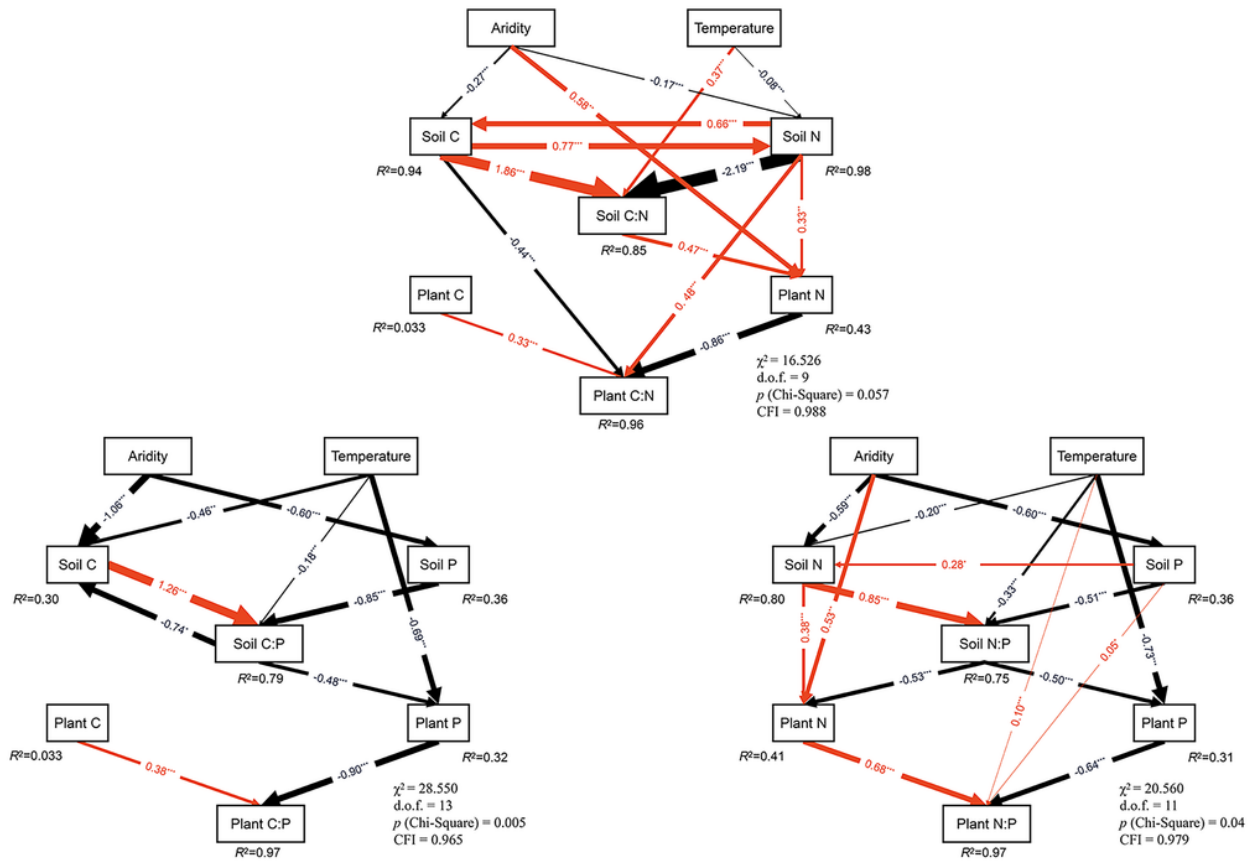 Aridity
Temperature
-0.27***
-0.17***
0.37***
-0.08***
0.58**
Soil C
0.66***
Soil N
0.77***
R²=0.94
1.86***
-2.19***
R²=0.98
Soil C:N
0.33**
R²=0.85
0.47***
-0.44***
Plant C
0. 48***
Plant N
R²=0.033
0.33***
-0.86***
R²=0.43
Plant C:N
R²=0.96
χ² = 16.526
d.o.f. = 9
p (Chi-Square) = 0.057
CFI = 0.988
Aridity
Temperature
-1.06***
-0.46**
-0.60***
Soil C
-0.18***
Soil P
R²=0.30
1.26***
-0.85***
R²=0.36
-0.74*
Soil C:P
-0.69***
R²=0.79
-0.48***
Plant C
Plant P
R²=0.033
0.38***
-0.90***
R²=0.32
Plant C:P
R²=0.97
χ² = 28.550
d.o.f. = 13
p (Chi-Square) = 0.005
CFI = 0.965
Aridity
Temperature
-0.59***
-0.20***
-0.60***
Soil N
0.28*
Soil P
R²=0.80
0.85***
-0.33***
-0.51***
R²=0.36
0.38***
0.53***
Soil N:P
-0.73***
0.05*
-0.53***
R²=0.75
-0.50***
Plant N
0.10***
Plant P
R²=0.41
0.68***
-0.64***
R²=0.31
Plant N:P
R²=0.97
χ² = 20.560
d.o.f. = 11
p (Chi-Square) = 0.04
CFI = 0.979